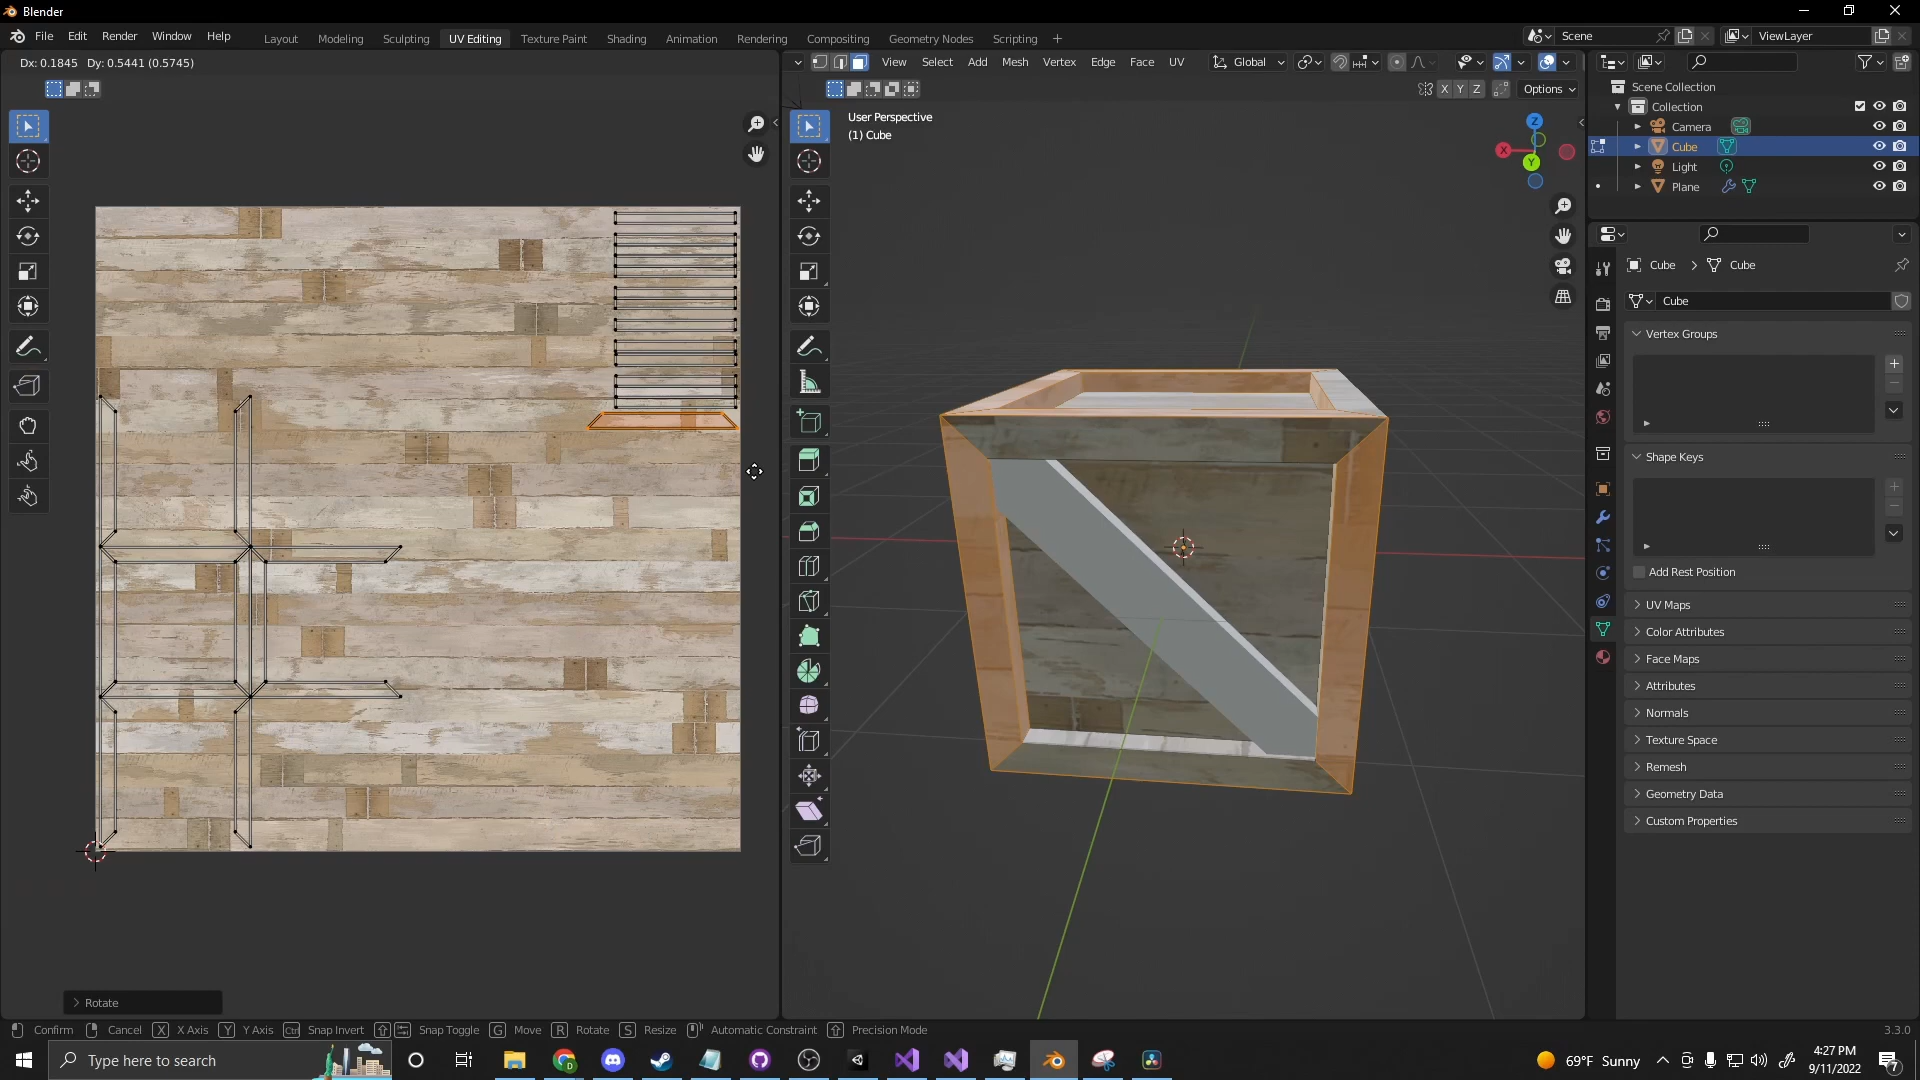 Blender
File Edit Render Window Help
Layout Modeling Sculpting UV Editing Texture Paint Shading Animation Rendering Compositing Geometry Nodes Scripting +
Scene
ViewLayer
Dx: 0.1845 Dy: 0.5441 (0.5745)
View Select Add Mesh Vertex Edge Face UV
Global
X Y Z
Options
User Perspective
(1) Cube
Z
X
Y
Scene Collection
Collection
Camera
Cube
Light
Plane
Cube > Cube
Cube
Vertex Groups
Shape Keys
Add Rest Position
UV Maps
Color Attributes
Face Maps
Attributes
Normals
Texture Space
Remesh
Geometry Data
Custom Properties
Rotate
Confirm Cancel X X Axis Y Y Axis Ctrl Snap Invert Snap Toggle G Move R Rotate S Resize Automatic Constraint Precision Mode
3.3.0
Type here to search
69°F Sunny
4:27 PM
9/11/2022
7